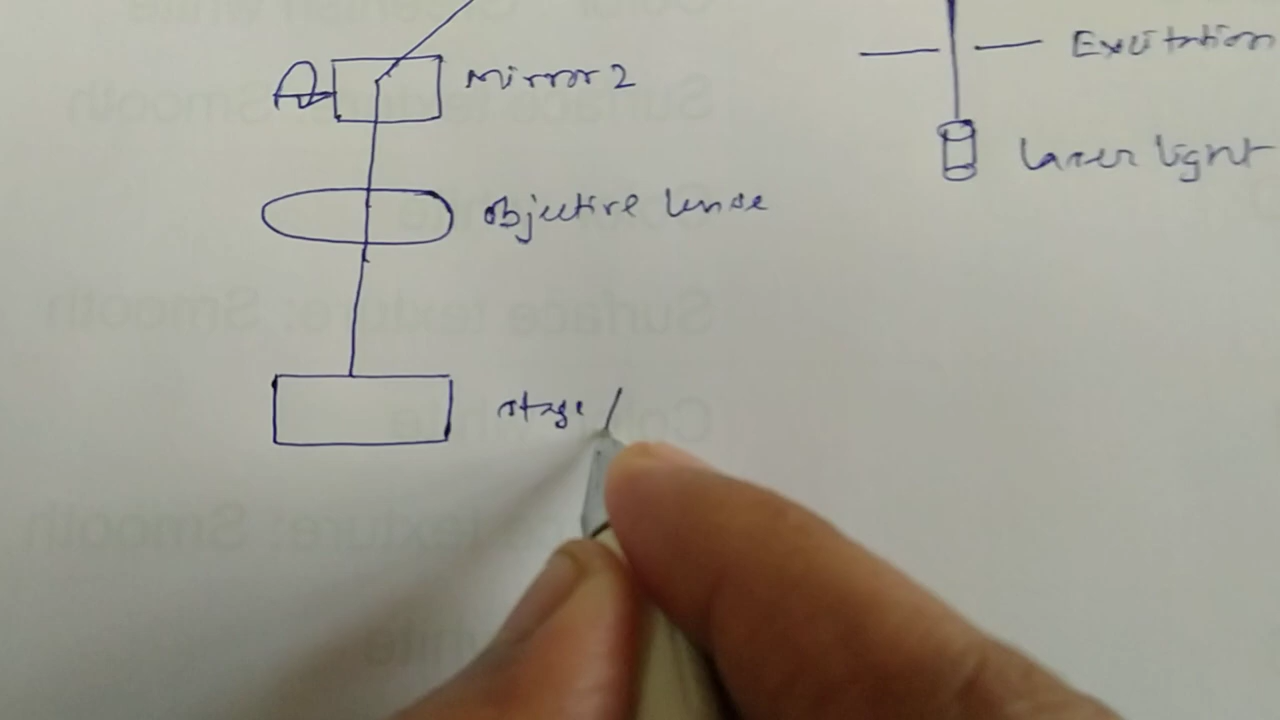 Excitation
Mirror 2
laser light
objective lense
stage /